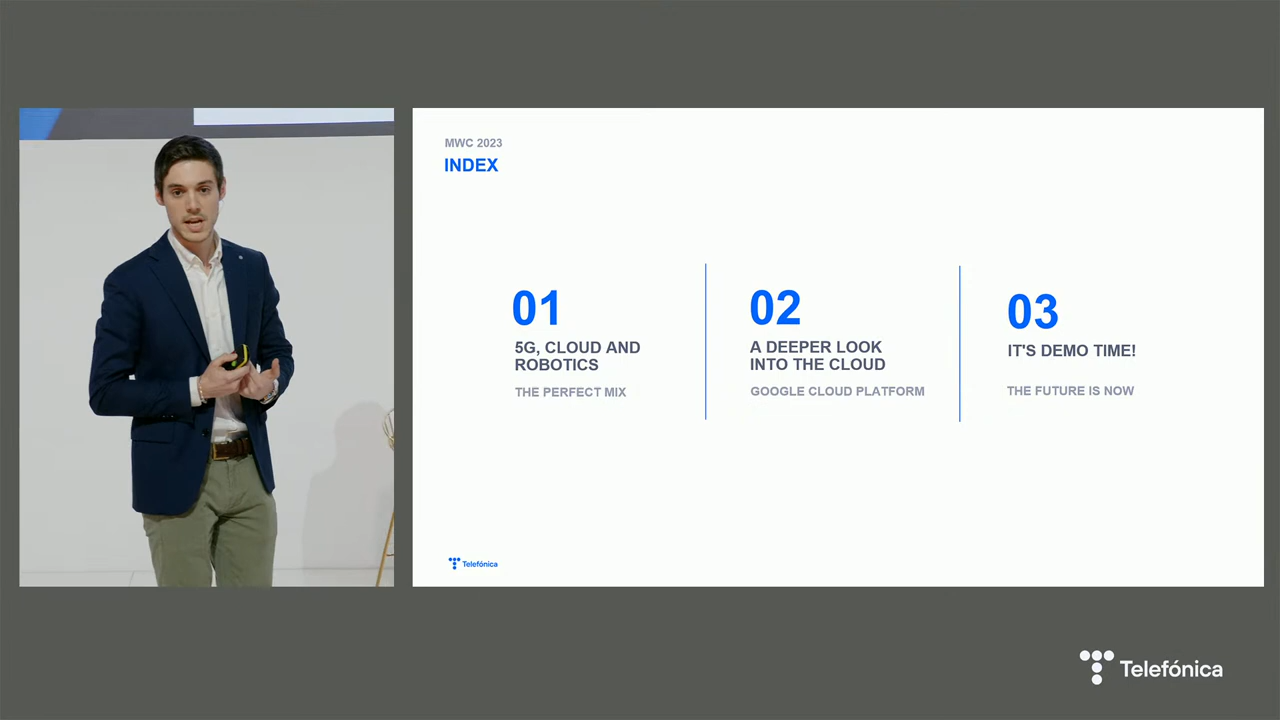 MWC 2023
INDEX
01
5G, CLOUD AND
ROBOTICS
THE PERFECT MIX
02
A DEEPER LOOK
INTO THE CLOUD
GOOGLE CLOUD PLATFORM
03
IT'S DEMO TIME!
THE FUTURE IS NOW
Telefónica
Telefónica